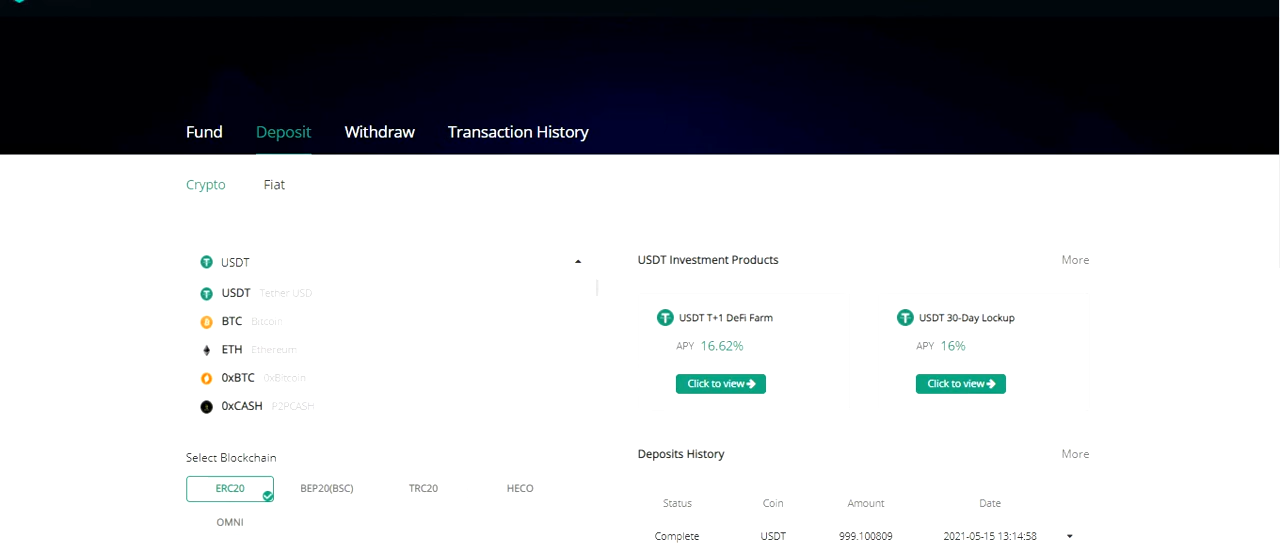 Fund Deposit Withdraw Transaction History
Crypto Fiat
USDT
USDT Tether USD
BTC Bitcoin
ETH Ethereum
0xBTC 0xBitcoin
0xCASH P2PCASH
Select Blockchain
ERC20 BEP20(BSC) TRC20 HECO
OMNI
USDT Investment Products More
USDT T+1 DeFi Farm
APY 16.62%
Click to view
USDT 30-Day Lockup
APY 16%
Click to view
Deposits History More
Status Coin Amount Date
Complete USDT 999.100809 2021-05-15 13:14:58